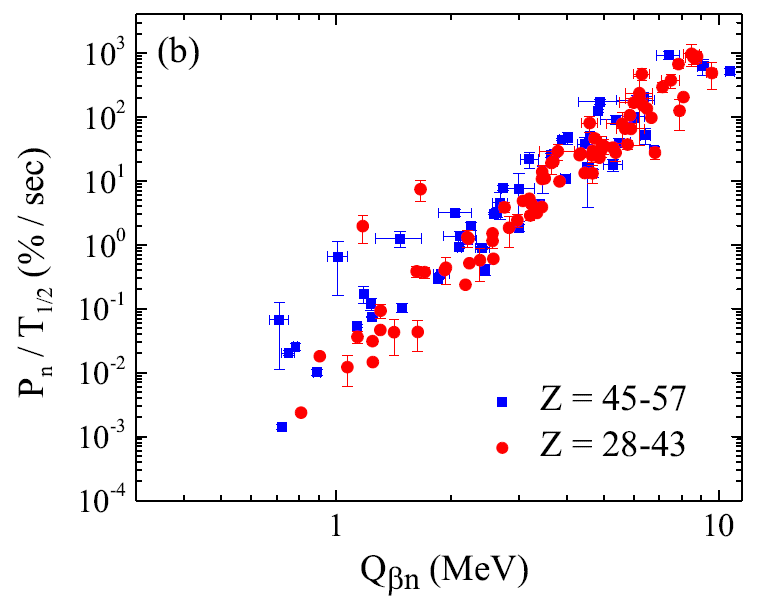 (b)
10³
10²
10¹
10⁰
10⁻¹
10⁻²
10⁻³
10⁻⁴
Pₙ / T₁/₂ (% / sec)
Z = 45-57
Z = 28-43
1
10
Qβn (MeV)